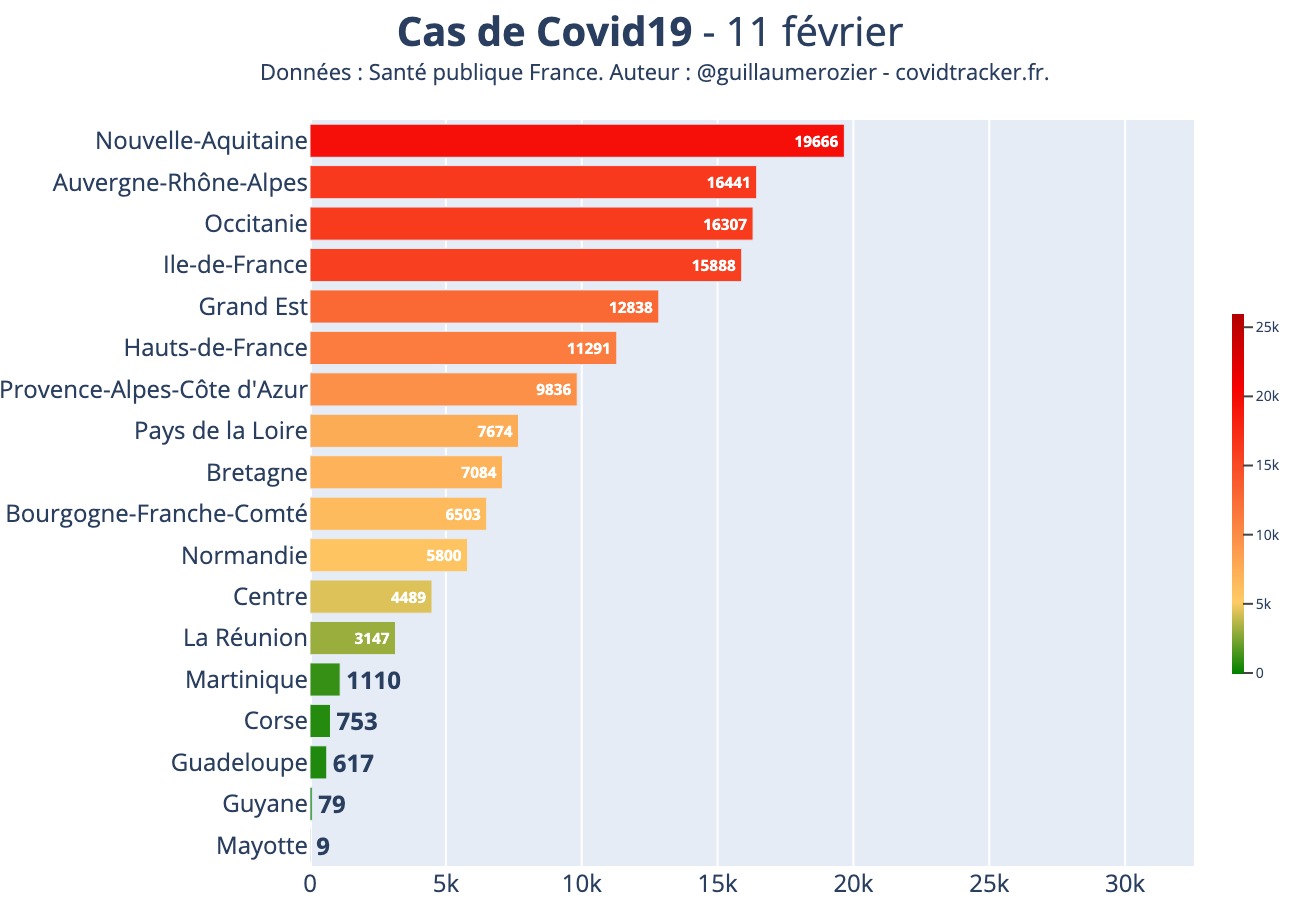 Cas de Covid19 - 11 février
Données : Santé publique France. Auteur : @guillaumerozier - covidtracker.fr.
Nouvelle-Aquitaine 19666
Auvergne-Rhône-Alpes 16441
Occitanie 16307
Ile-de-France 15888
Grand Est 12838
Hauts-de-France 11291
Provence-Alpes-Côte d'Azur 9836
Pays de la Loire 7674
Bretagne 7084
Bourgogne-Franche-Comté 6503
Normandie 5800
Centre 4489
La Réunion 3147
Martinique 1110
Corse 753
Guadeloupe 617
Guyane 79
Mayotte 9
0 5k 10k 15k 20k 25k 30k
25k
20k
15k
10k
5k
0